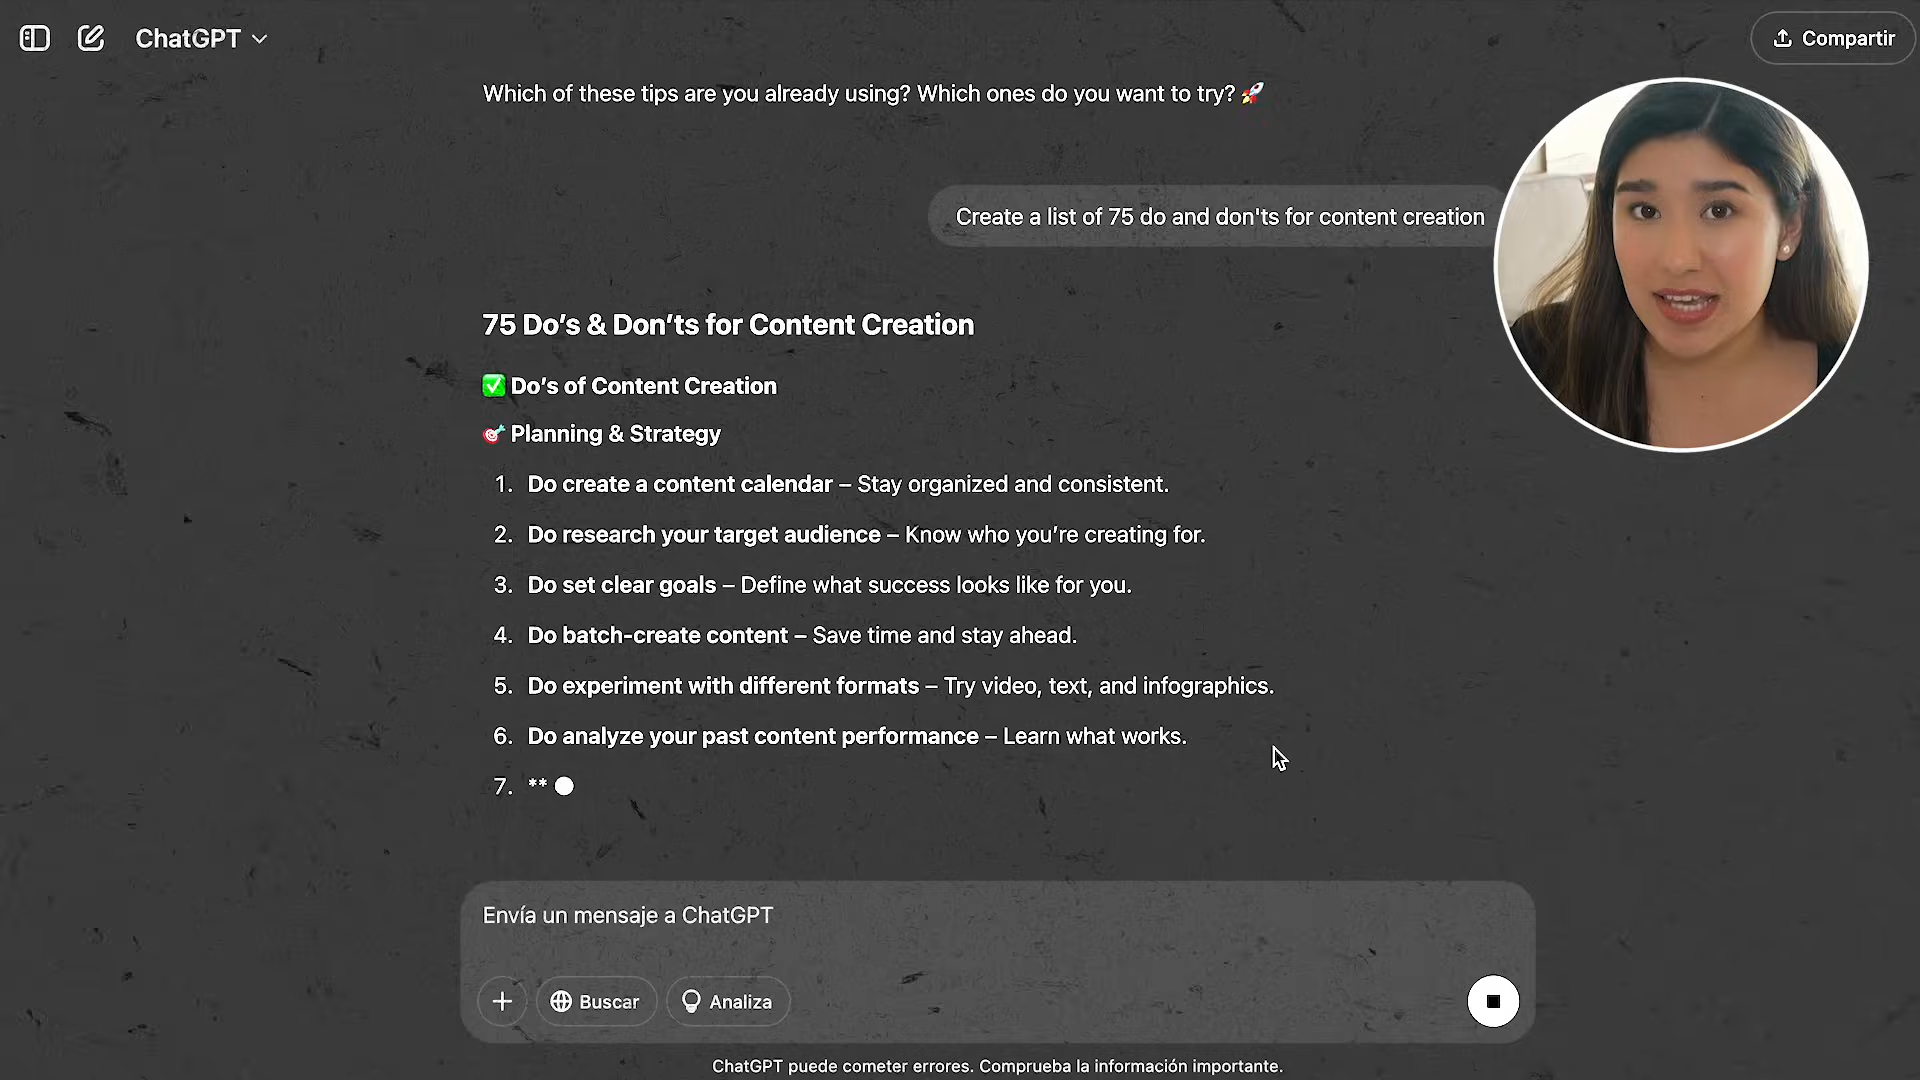 ChatGPT
Compartir
Which of these tips are you already using? Which ones do you want to try? 🚀
Create a list of 75 do and don'ts for content creation
75 Do’s & Don’ts for Content Creation
✅ Do’s of Content Creation
🎯 Planning & Strategy
1. Do create a content calendar – Stay organized and consistent.
2. Do research your target audience – Know who you’re creating for.
3. Do set clear goals – Define what success looks like for you.
4. Do batch-create content – Save time and stay ahead.
5. Do experiment with different formats – Try video, text, and infographics.
6. Do analyze your past content performance – Learn what works.
7. **
Envía un mensaje a ChatGPT
Buscar
Analiza
ChatGPT puede cometer errores. Comprueba la información importante.